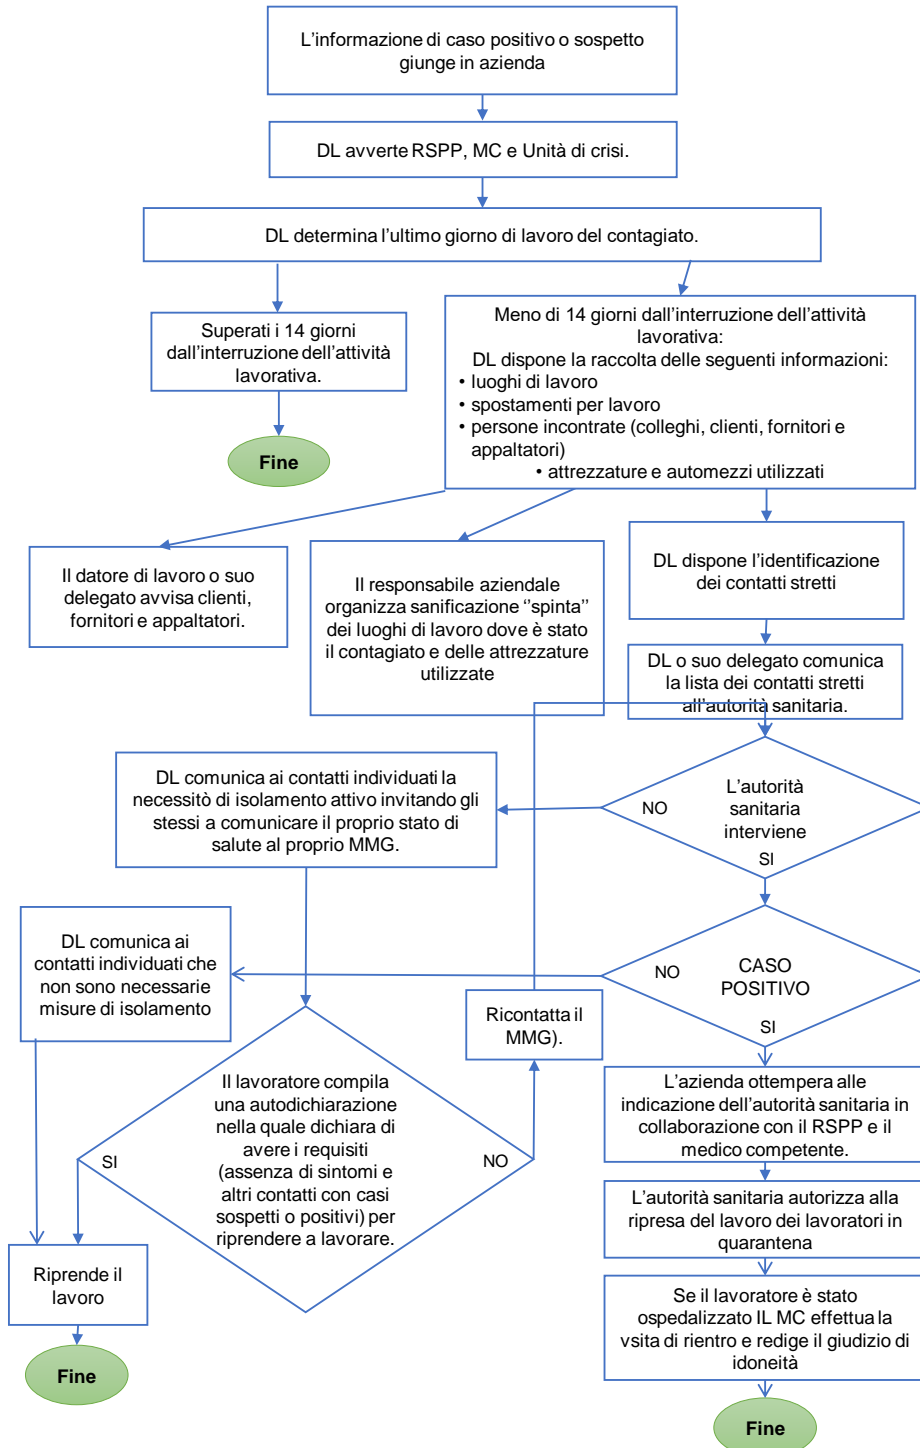 L'informazione di caso positivo o sospetto
giunge in azienda
DL avverte RSPP, MC e Unità di crisi.
DL determina l'ultimo giorno di lavoro del contagiato.
Superati i 14 giorni
dall'interruzione dell'attività
lavorativa.
Fine
Meno di 14 giorni dall'interruzione dell'attività
lavorativa:
DL dispone la raccolta delle seguenti informazioni:
• luoghi di lavoro
• spostamenti per lavoro
• persone incontrate (colleghi, clienti, fornitori e
appaltatori)
• attrezzature e automezzi utilizzati
Il datore di lavoro o suo
delegato avvisa clienti,
fornitori e appaltatori.
Il responsabile aziendale
organizza sanificazione "spinta"
dei luoghi di lavoro dove è stato
il contagiato e delle attrezzature
utilizzate
DL dispone l'identificazione
dei contatti stretti
DL o suo delegato comunica
la lista dei contatti stretti
all'autorità sanitaria.
L'autorità
sanitaria
interviene
NO
SI
DL comunica ai contatti individuati la
necessitò di isolamento attivo invitando gli
stessi a comunicare il proprio stato di
salute al proprio MMG.
CASO
POSITIVO
NO
SI
DL comunica ai
contatti individuati che
non sono necessarie
misure di isolamento
Ricontatta il
MMG).
Il lavoratore compila
una autodichiarazione
nella quale dichiara di
avere i requisiti
(assenza di sintomi e
altri contatti con casi
sospetti o positivi) per
riprendere a lavorare.
SI
NO
L'azienda ottempera alle
indicazione dell'autorità sanitaria in
collaborazione con il RSPP e il
medico competente.
L'autorità sanitaria autorizza alla
ripresa del lavoro dei lavoratori in
quarantena
Riprende il
lavoro
Fine
Se il lavoratore è stato
ospedalizzato IL MC effettua la
vsita di rientro e redige il giudizio di
idoneità
Fine